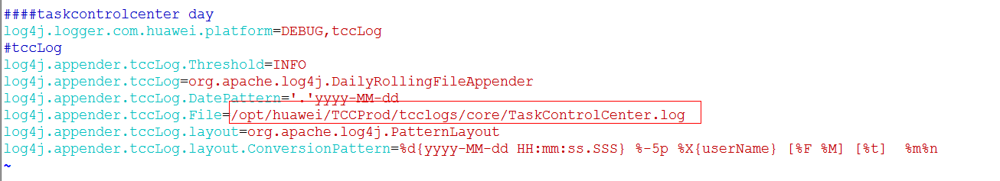 ####taskcontrolcenter day
log4j.logger.com.huawei.platform=DEBUG,tccLog
#tccLog
log4j.appender.tccLog.Threshold=INFO
log4j.appender.tccLog=org.apache.log4j.DailyRollingFileAppender
log4j.appender.tccLog.DatePattern='.'yyyy-MM-dd
log4j.appender.tccLog.File=/opt/huawei/TCCProd/tcclogs/core/TaskControlCenter.log
log4j.appender.tccLog.layout=org.apache.log4j.PatternLayout
log4j.appender.tccLog.layout.ConversionPattern=%d{yyyy-MM-dd HH:mm:ss.SSS} %-5p %X{userName} [%F %M] [%t]  %m%n
~